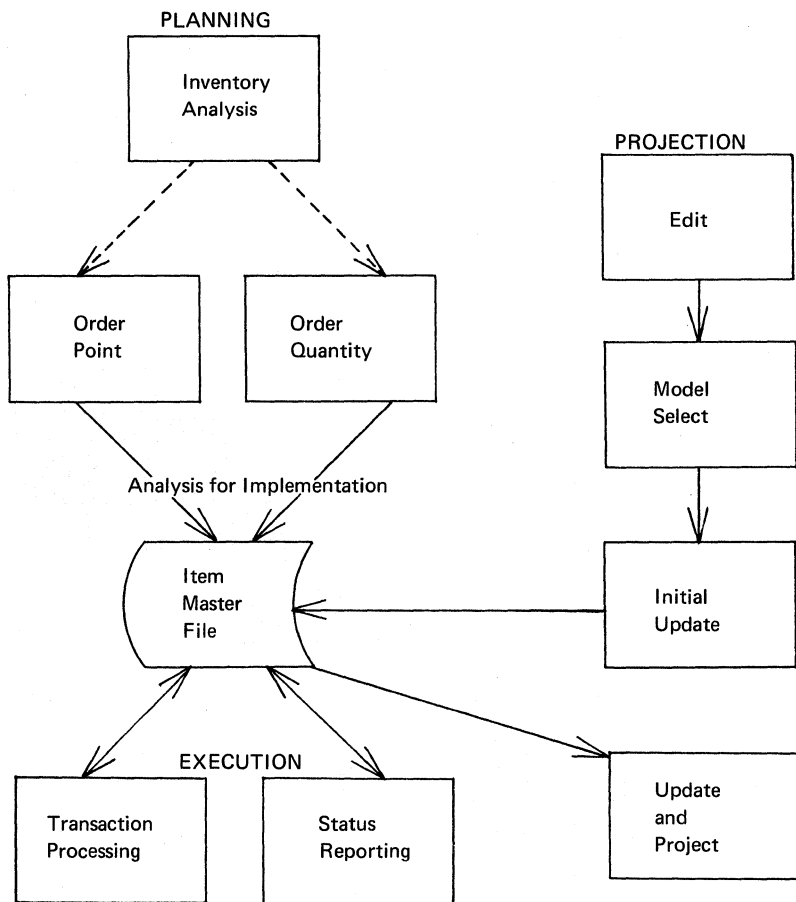 PLANNING
Inventory
Analysis
PROJECTION
Edit
Order
Point
Order
Quantity
Model
Select
Analysis for Implementation
Item
Master
File
Initial
Update
EXECUTION
Transaction
Processing
Status
Reporting
Update
and
Project